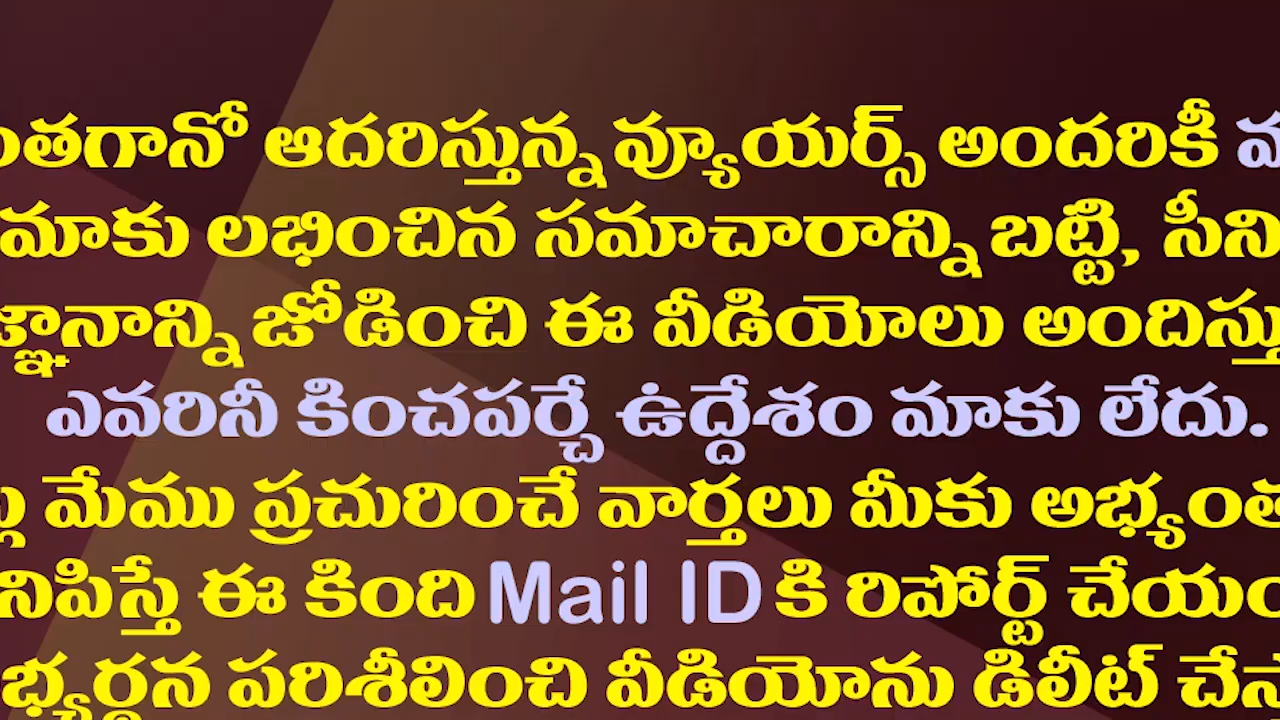 ంతగానో ఆదరిస్తున్న వ్యూయర్స్ అందరికీ
మాకు లభించిన సమాచారాన్ని బట్టి, సీని
జ్ఞానాన్ని జోడించి ఈ వీడియోలు అందిస్తు
ఎవరినీ కించపర్చే ఉద్దేశం మాకు లేదు.
మేము ప్రచురించే వార్తలు మీకు అభ్యంత
నిపిస్తే ఈ కింది Mail ID కి రిపోర్ట్ చేయం
భ్యర్థన పరిశీలించి వీడియోను డిలీట్ చేస